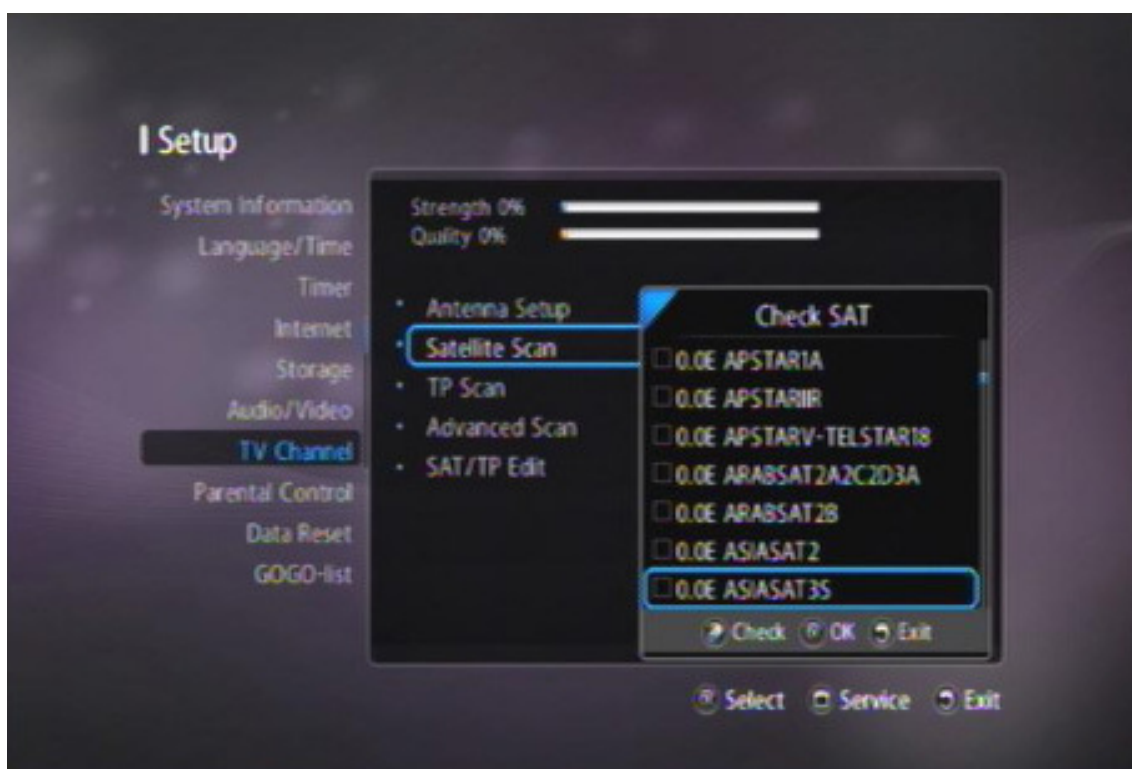 Setup
System Information
Language/Time
Timer
Internet
Storage
Audio/Video
TV Channel
Parental Control
Data Reset
GOGO-list
Strength 0%
Quality 0%
Antenna Setup
Satellite Scan
TP Scan
Advanced Scan
SAT/TP Edit
Check SAT
0.0E APSTAR1A
0.0E APSTARIIR
0.0E APSTARV-TELSTAR18
0.0E ARABSAT2A2C2D3A
0.0E ARABSAT2B
0.0E ASIASAT2
0.0E ASIASAT3S
Check OK Exit
Select Service Exit